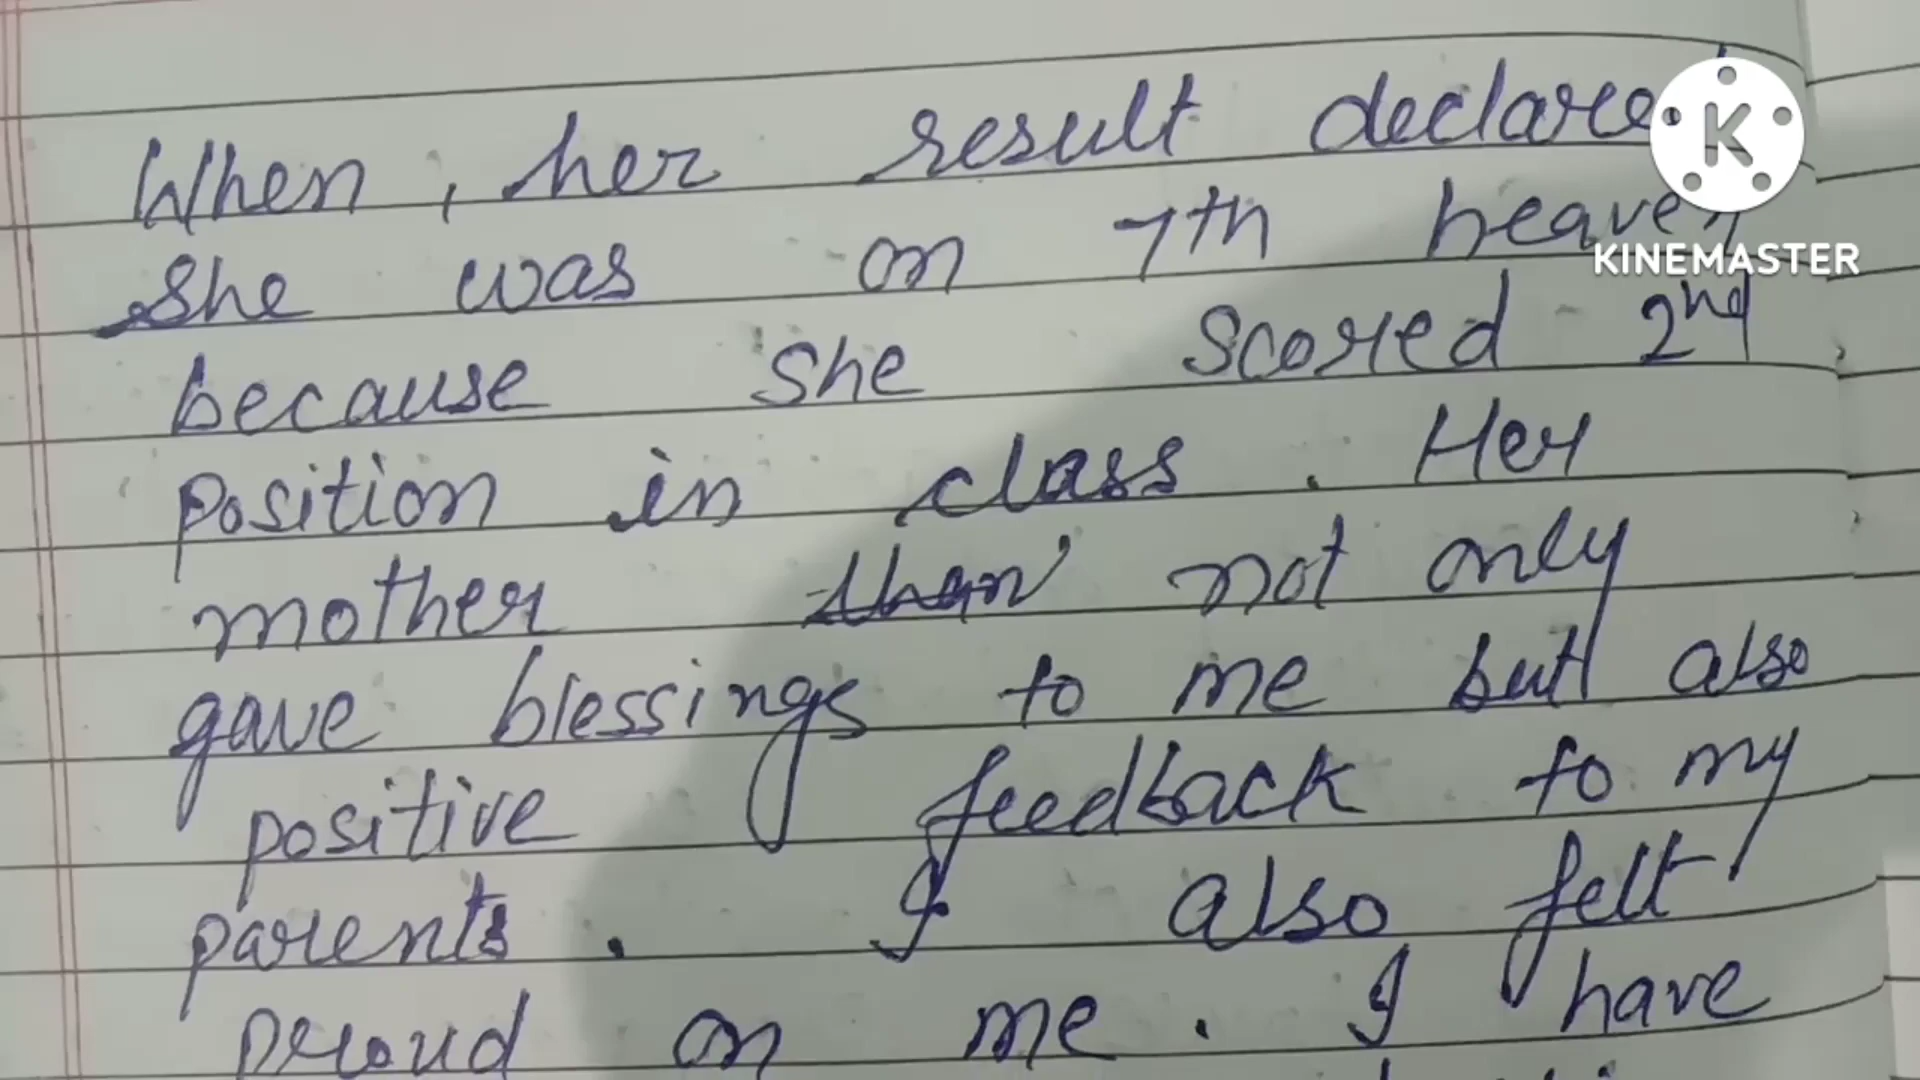 When, her result declared
She was on 7th heaven
because She Scored 2nd
position in class. Her
mother than not only
gave blessings to me but also
positive feedback to my
parents. I also felt
proud on me. I have
K
KINEMASTER